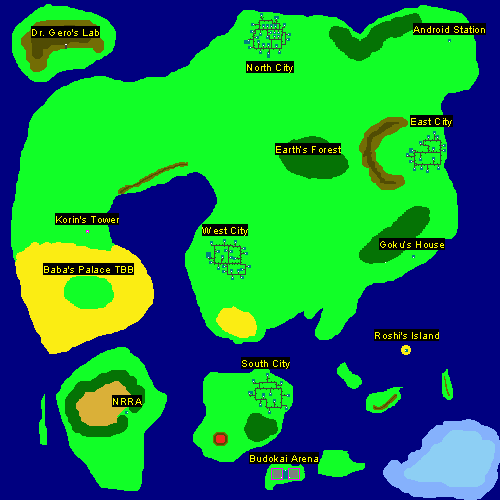 Android Station
Dr. Gero's Lab
North City
East City
Earth's Forest
Korin's Tower
West City
Goku's House
Baba's Palace TBB
Roshi's Island
South City
NRRA
Budokai Arena